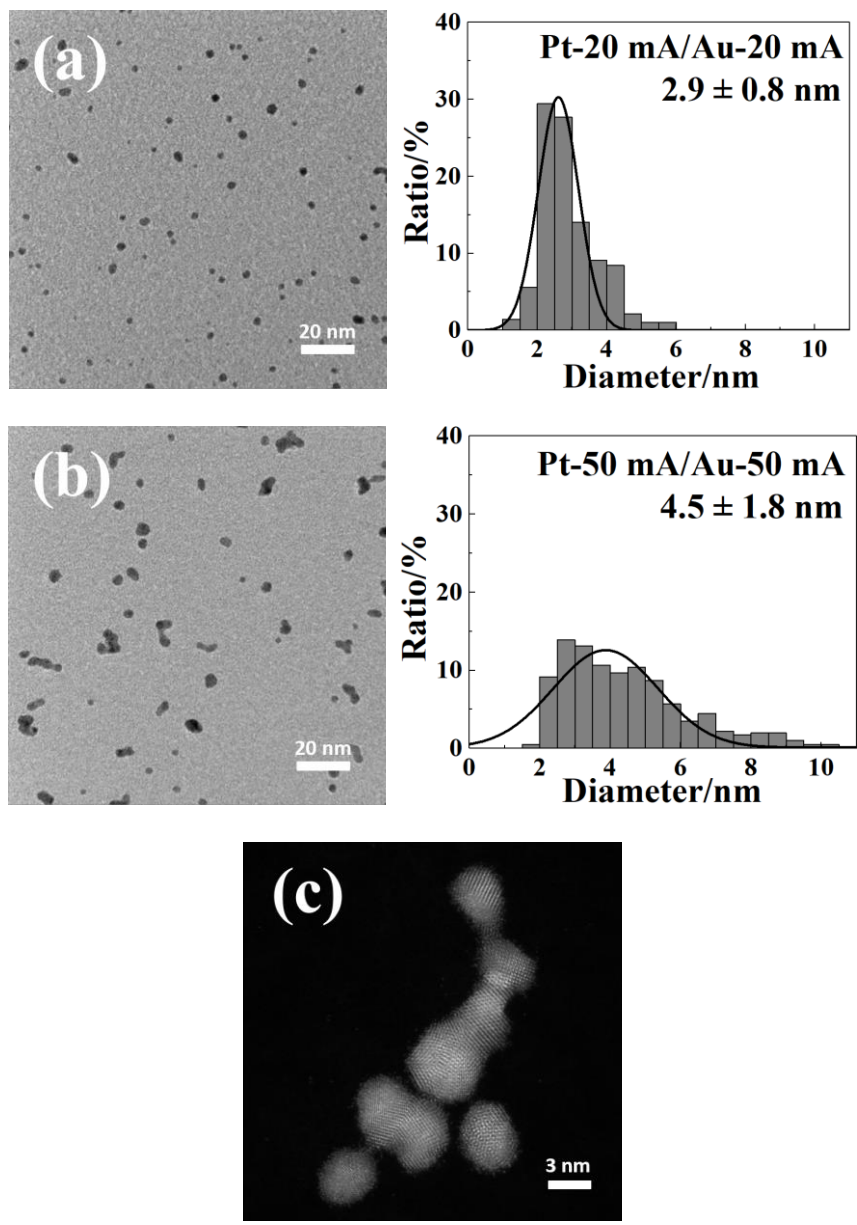 (a)
20 nm
Pt-20 mA/Au-20 mA
2.9 ± 0.8 nm
Ratio/%
40
30
20
10
0
0 2 4 6 8 10
Diameter/nm
(b)
20 nm
Pt-50 mA/Au-50 mA
4.5 ± 1.8 nm
Ratio/%
40
30
20
10
0
0 2 4 6 8 10
Diameter/nm
(c)
3 nm